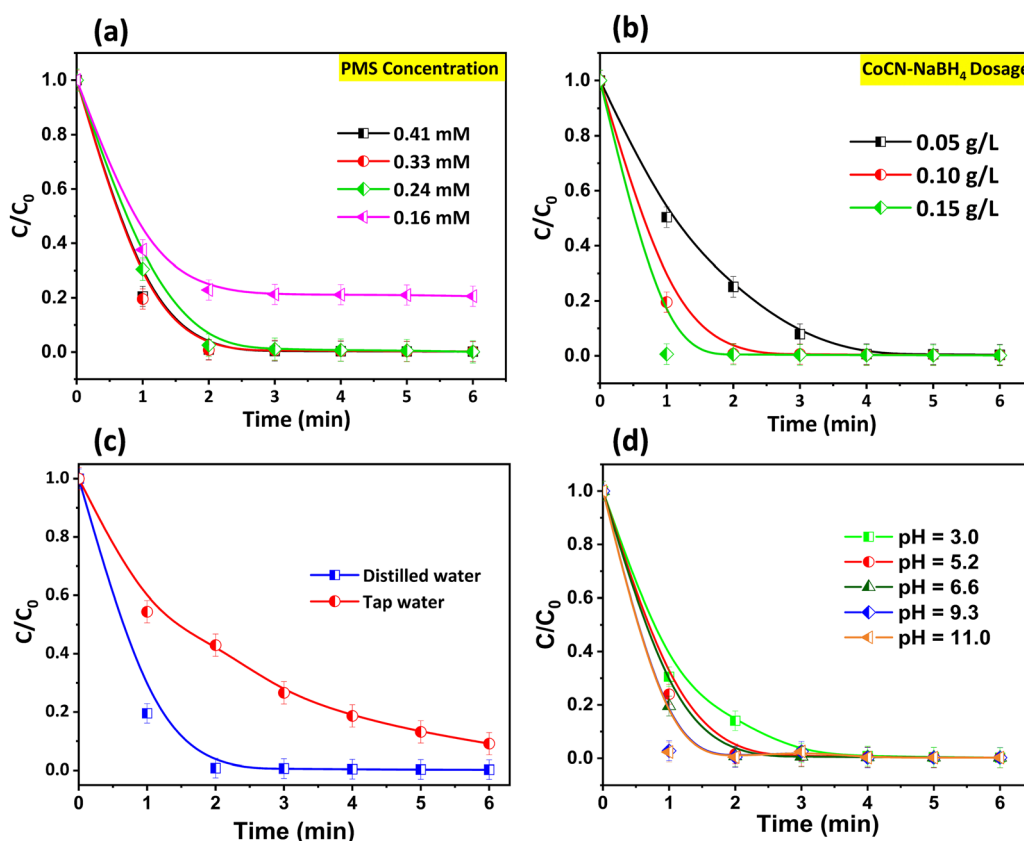 (a)
PMS Concentration
1.0
0.8
0.6
0.4
0.2
0.0
C/C₀
0.41 mM
0.33 mM
0.24 mM
0.16 mM
0 1 2 3 4 5 6
Time (min)
(b)
CoCN-NaBH₄ Dosage
1.0
0.8
0.6
0.4
0.2
0.0
C/C₀
0.05 g/L
0.10 g/L
0.15 g/L
0 1 2 3 4 5 6
Time (min)
(c)
1.0
0.8
0.6
0.4
0.2
0.0
C/C₀
Distilled water
Tap water
0 1 2 3 4 5 6
Time (min)
(d)
1.0
0.8
0.6
0.4
0.2
0.0
C/C₀
pH = 3.0
pH = 5.2
pH = 6.6
pH = 9.3
pH = 11.0
0 1 2 3 4 5 6
Time (min)